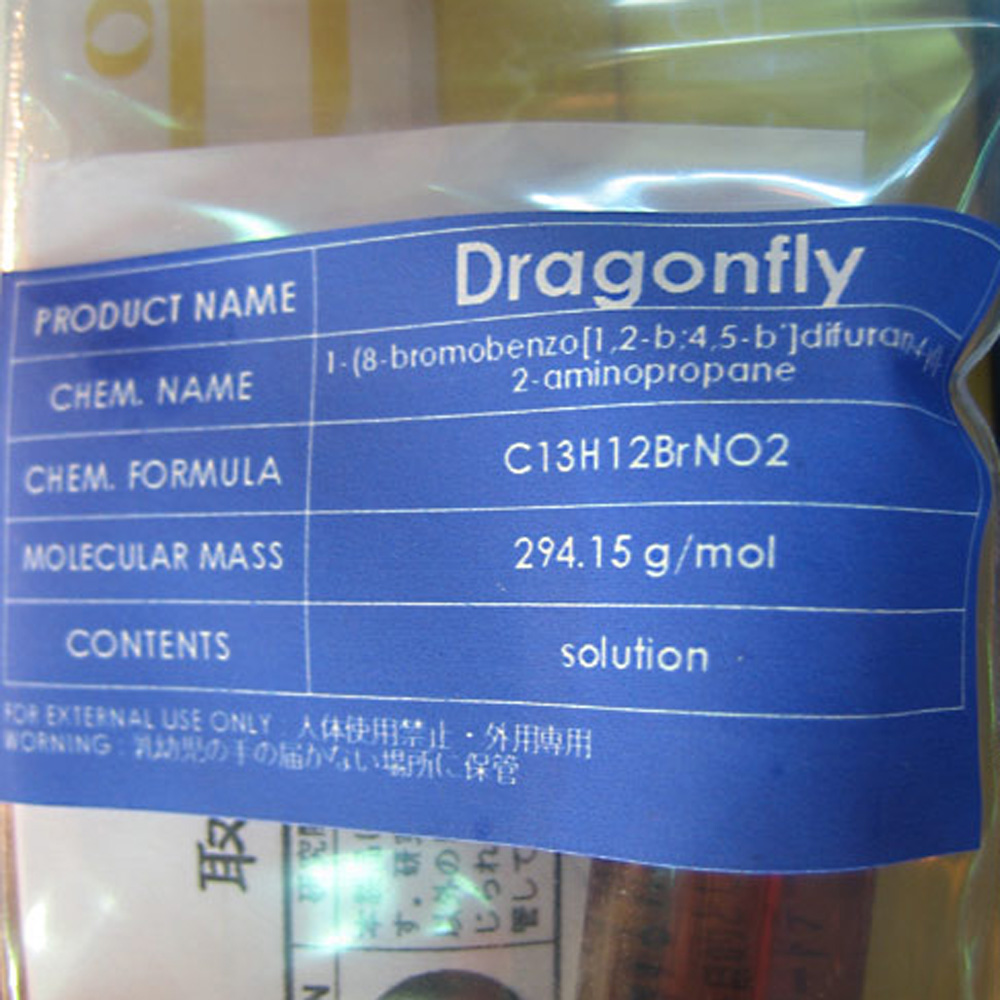 PRODUCT NAME Dragonfly
CHEM. NAME 1-(8-bromobenzo[1,2-b;4,5-b']difuran-4-yl)-
2-aminopropane
CHEM. FORMULA C13H12BrNO2
MOLECULAR MASS 294.15 g/mol
CONTENTS solution
FOR EXTERNAL USE ONLY 人体使用禁止・外用専用
WORNING : 乳幼児の手の届かない場所に保管
取